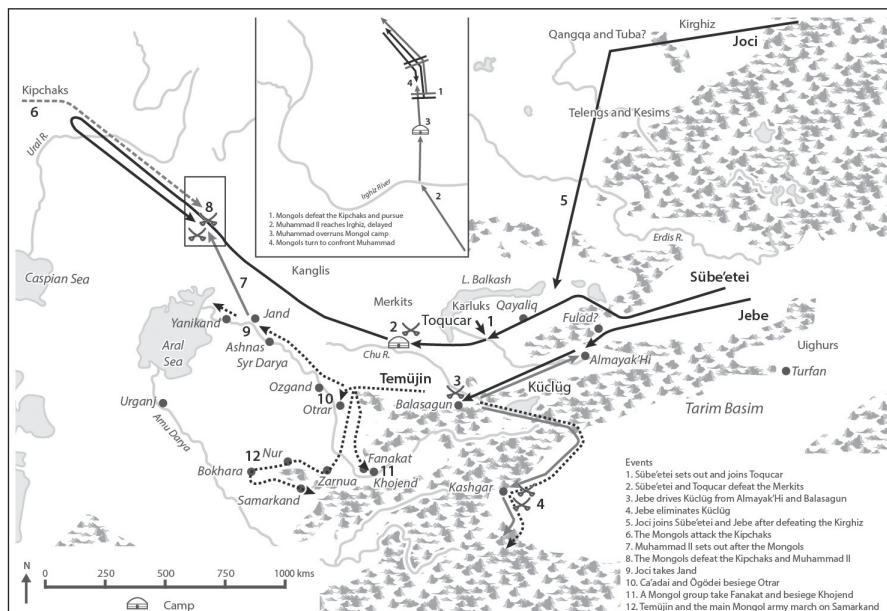 Qangqa and Tuba?
Kirghiz
Joci
Kipchaks
6
Ural R.
4
1
3
Telengs and Kesims
Irghiz River
2
1. Mongols defeat the Kipchaks and pursue
2. Muhammad II reaches Irghiz, delayed
3. Muhammad overruns Mongol camp
4. Mongols turn to confront Muhammad
8
5
Erdis R.
Caspian Sea
7
Kanglis
L. Balkash
Sübe'etei
Merkits
Karluks
Qayaliq
Jebe
Toqucar
1
Fulad?
Yanikand
9
Jand
2
Aral
Sea
Ashnas
Syr Darya
Chu R.
Almayak'Hi
Uighurs
Turfan
Temüjin
3
Küclüg
Ozgand
10
Otrar
Balasagun
Tarim Basim
Urganj
Amu Darya
12
Nur
Fanakat
11
Khojend
Bokhara
Zarnua
Samarkand
Kashgar
4
Events
1. Sübe'etei sets out and joins Toqucar
2. Sübe'etei and Toqucar defeat the Merkits
3. Jebe drives Küclüg from Almayak'Hi and Balasagun
4. Jebe eliminates Küclüg
5. Joci joins Sübe'etei and Jebe after defeating the Kirghiz
6. The Mongols attack the Kipchaks
7. Muhammad II sets out after the Mongols
8. The Mongols defeat the Kipchaks and Muhammad II
9. Joci takes Jand
10. Ca'adai and Ögödei besiege Otrar
11. A Mongol group take Fanakat and besiege Khojend
12. Temüjin and the main Mongol army march on Samarkand
N
0 500 1000 kms
Camp